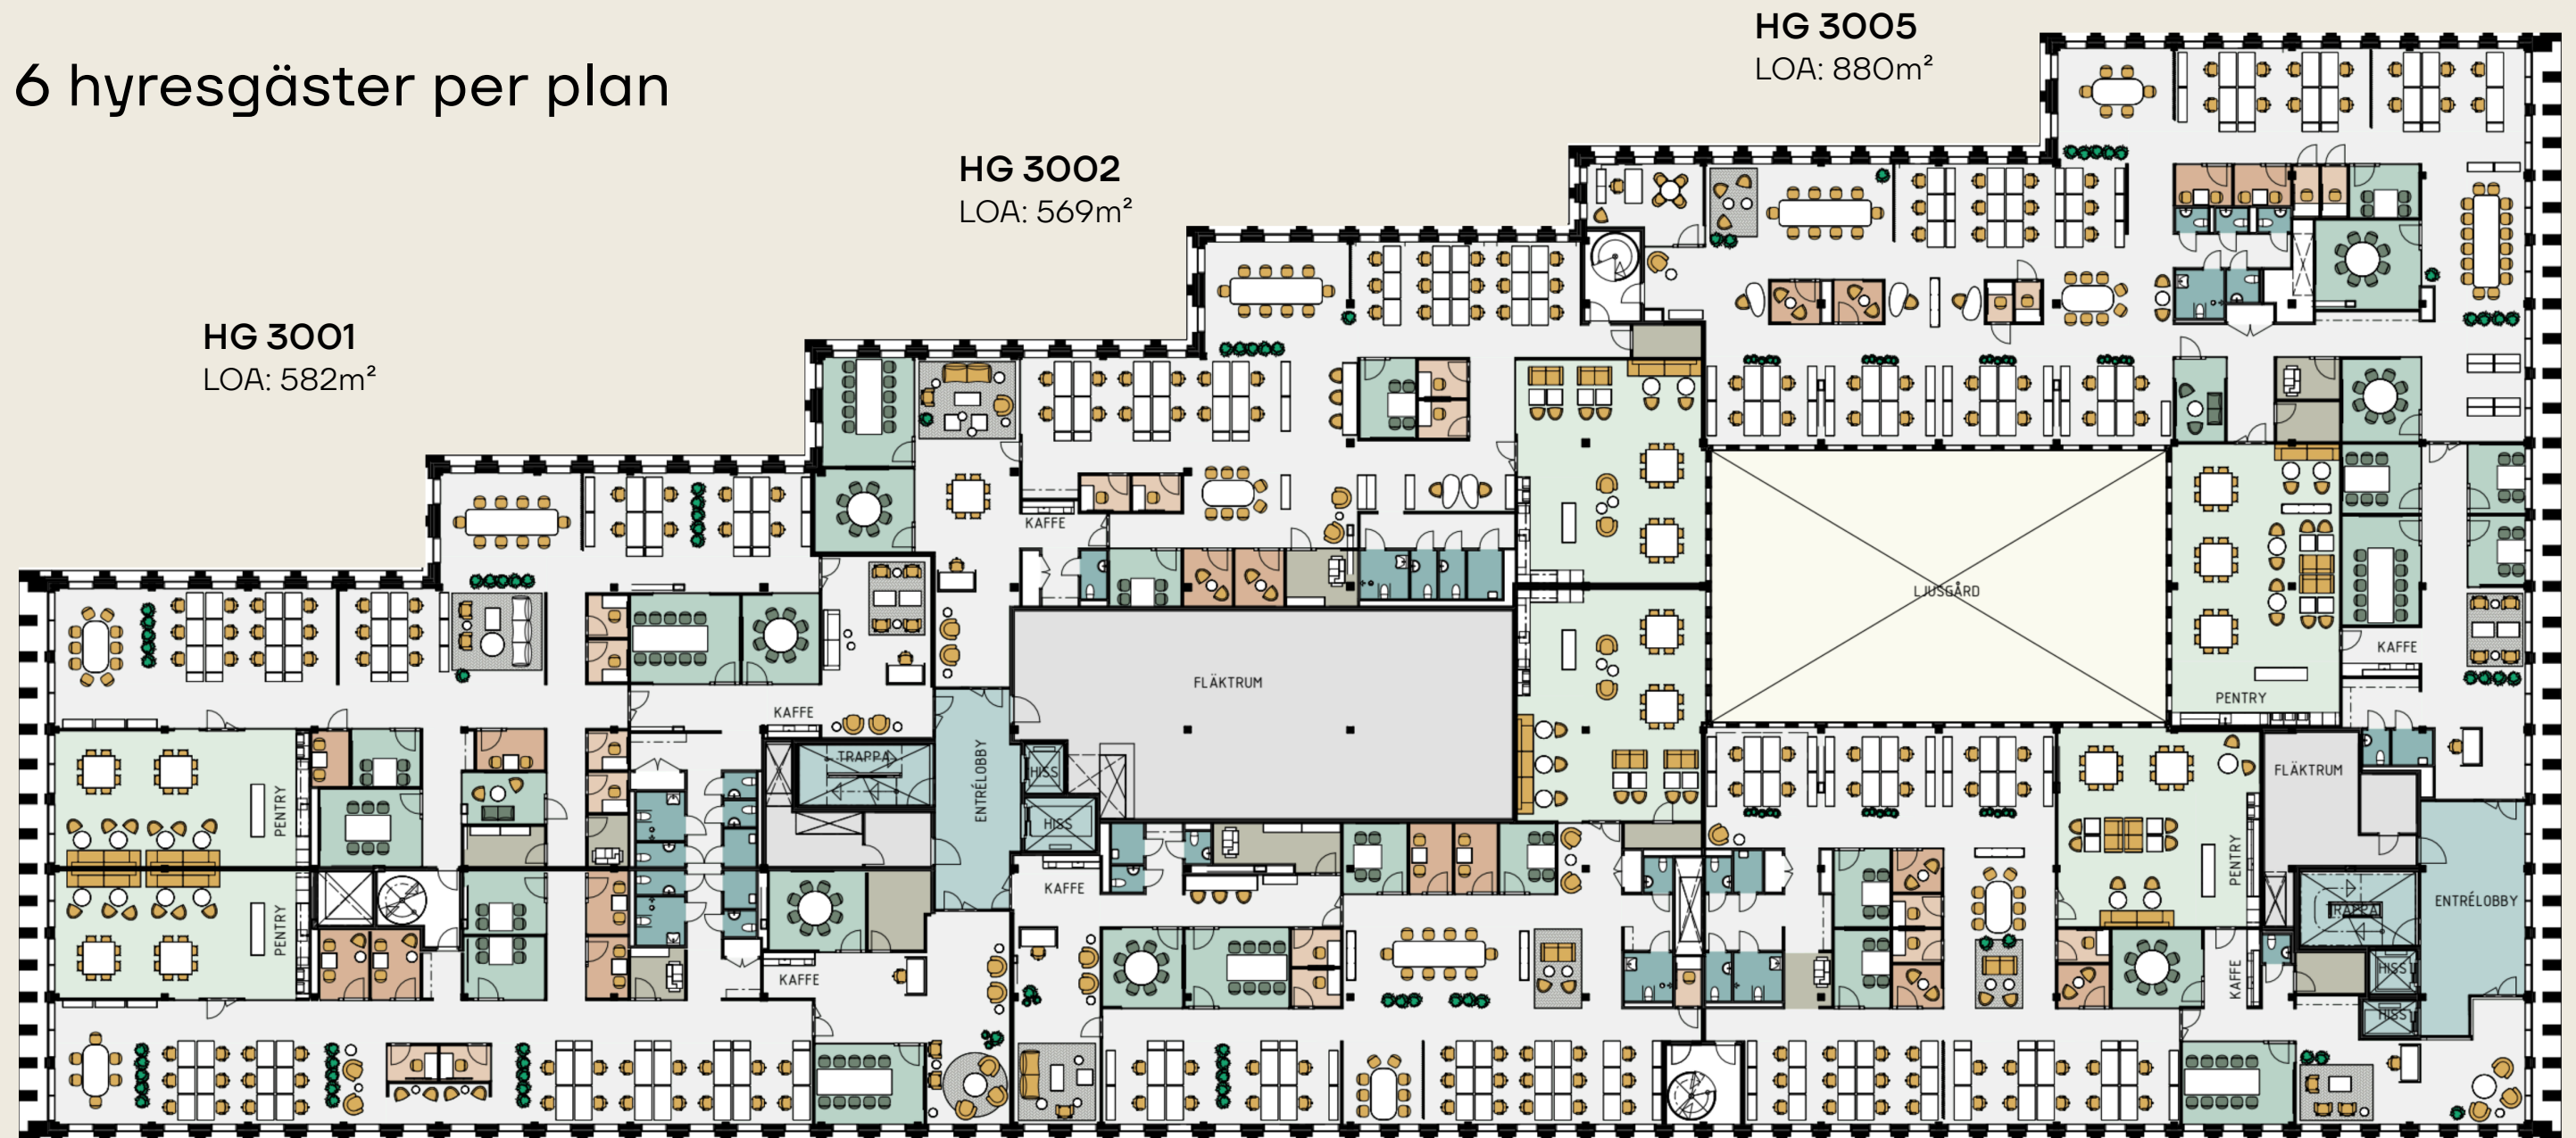 6 hyresgäster per plan
HG 3001
LOA: 582m²
HG 3002
LOA: 569m²
HG 3005
LOA: 880m²
KAFFE
LJUSGÅRD
KAFFE
FLÄKTRUM
PENTRY
KAFFE
TRAPPA
ENTRÉLOBBY
HISS
HISS
FLÄKTRUM
PENTRY
PENTRY
PENTRY
KAFFE
KAFFE
TRAPPA
ENTRÉLOBBY
KAFFE
HISS
HISS